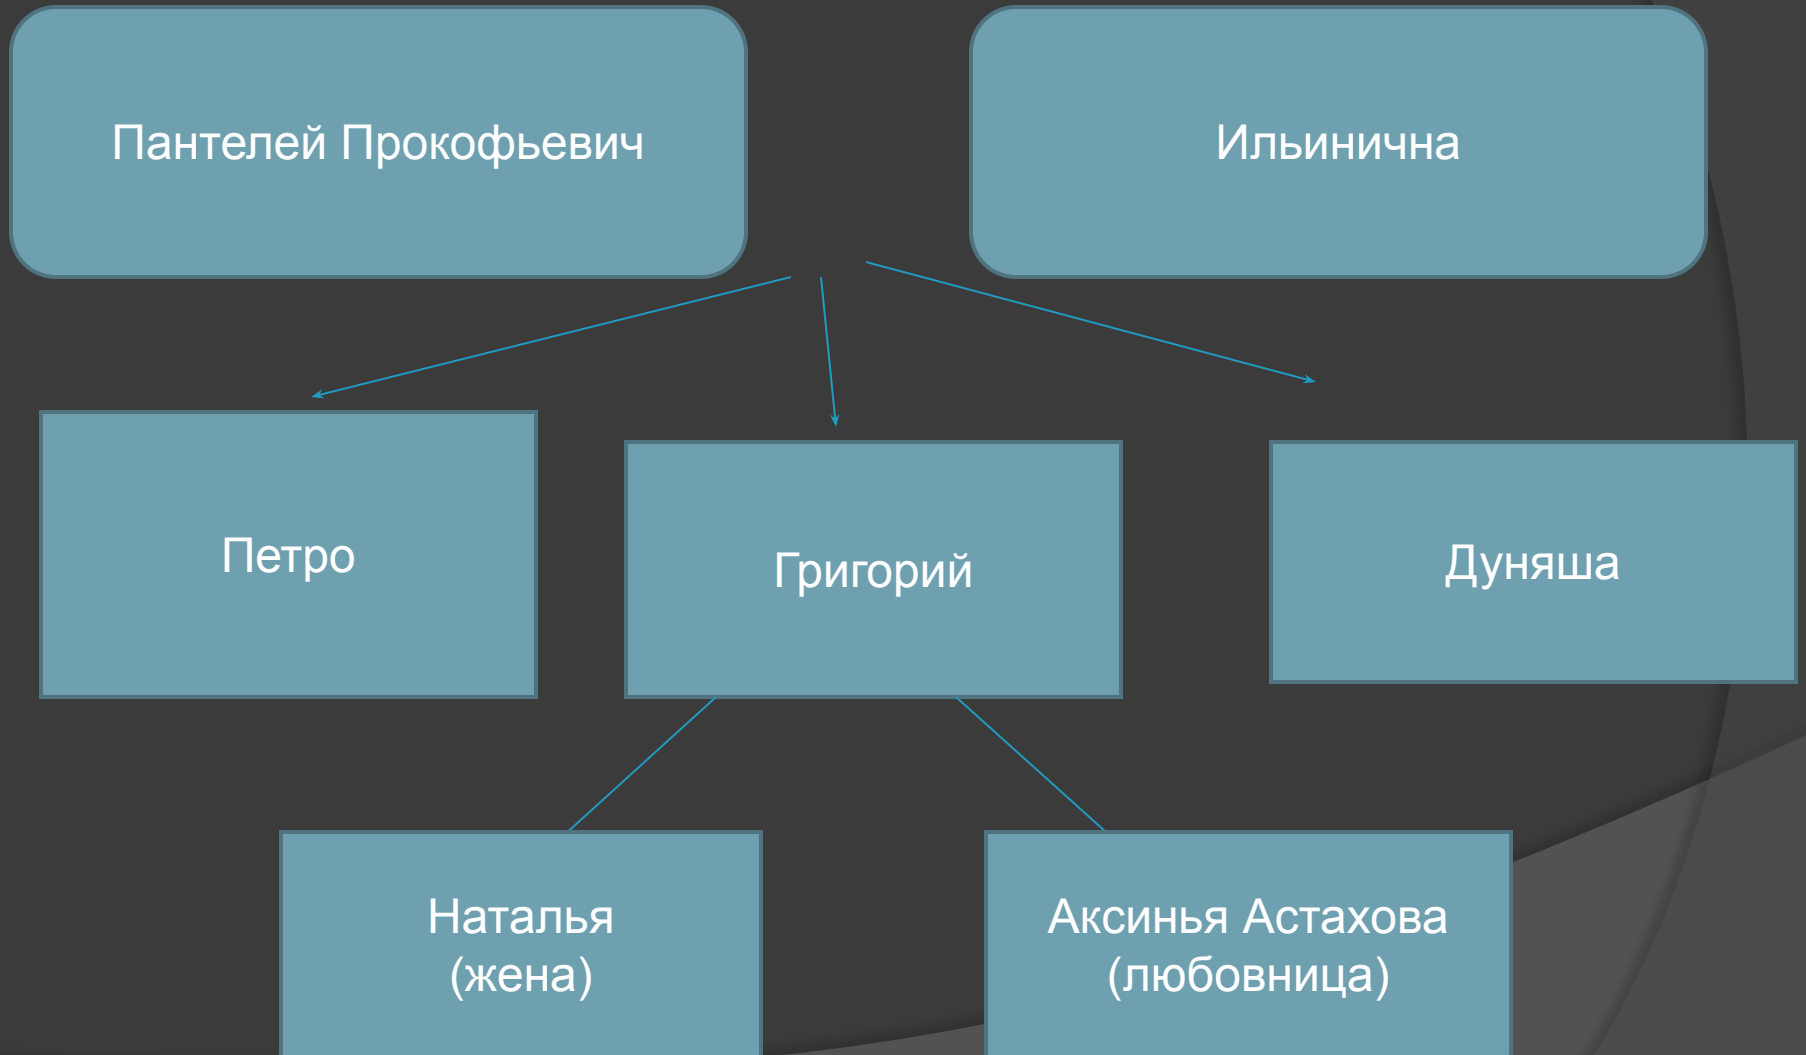 Пантелей Прокофьевич
Ильинична
Петро
Григорий
Дуняша
Наталья
(жена)
Аксинья Астахова
(любовница)